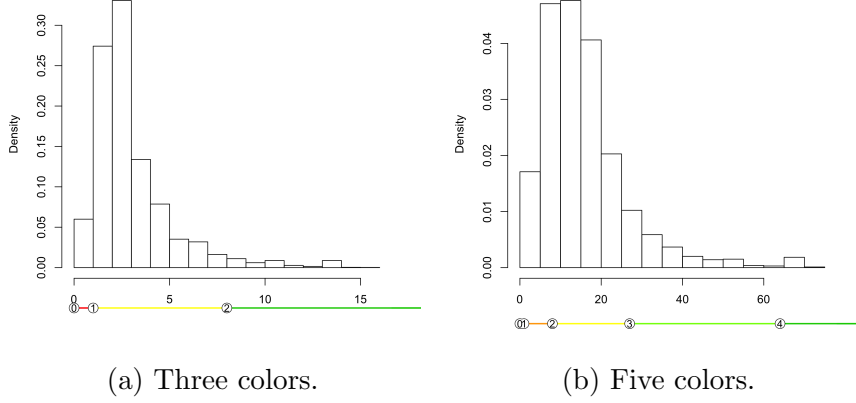 Density
0.00 0.05 0.10 0.15 0.20 0.25 0.30
0 5 10 15
0 1 2
(a) Three colors.
Density
0.00 0.01 0.02 0.03 0.04
0 20 40 60
0 1 2 3 4
(b) Five colors.